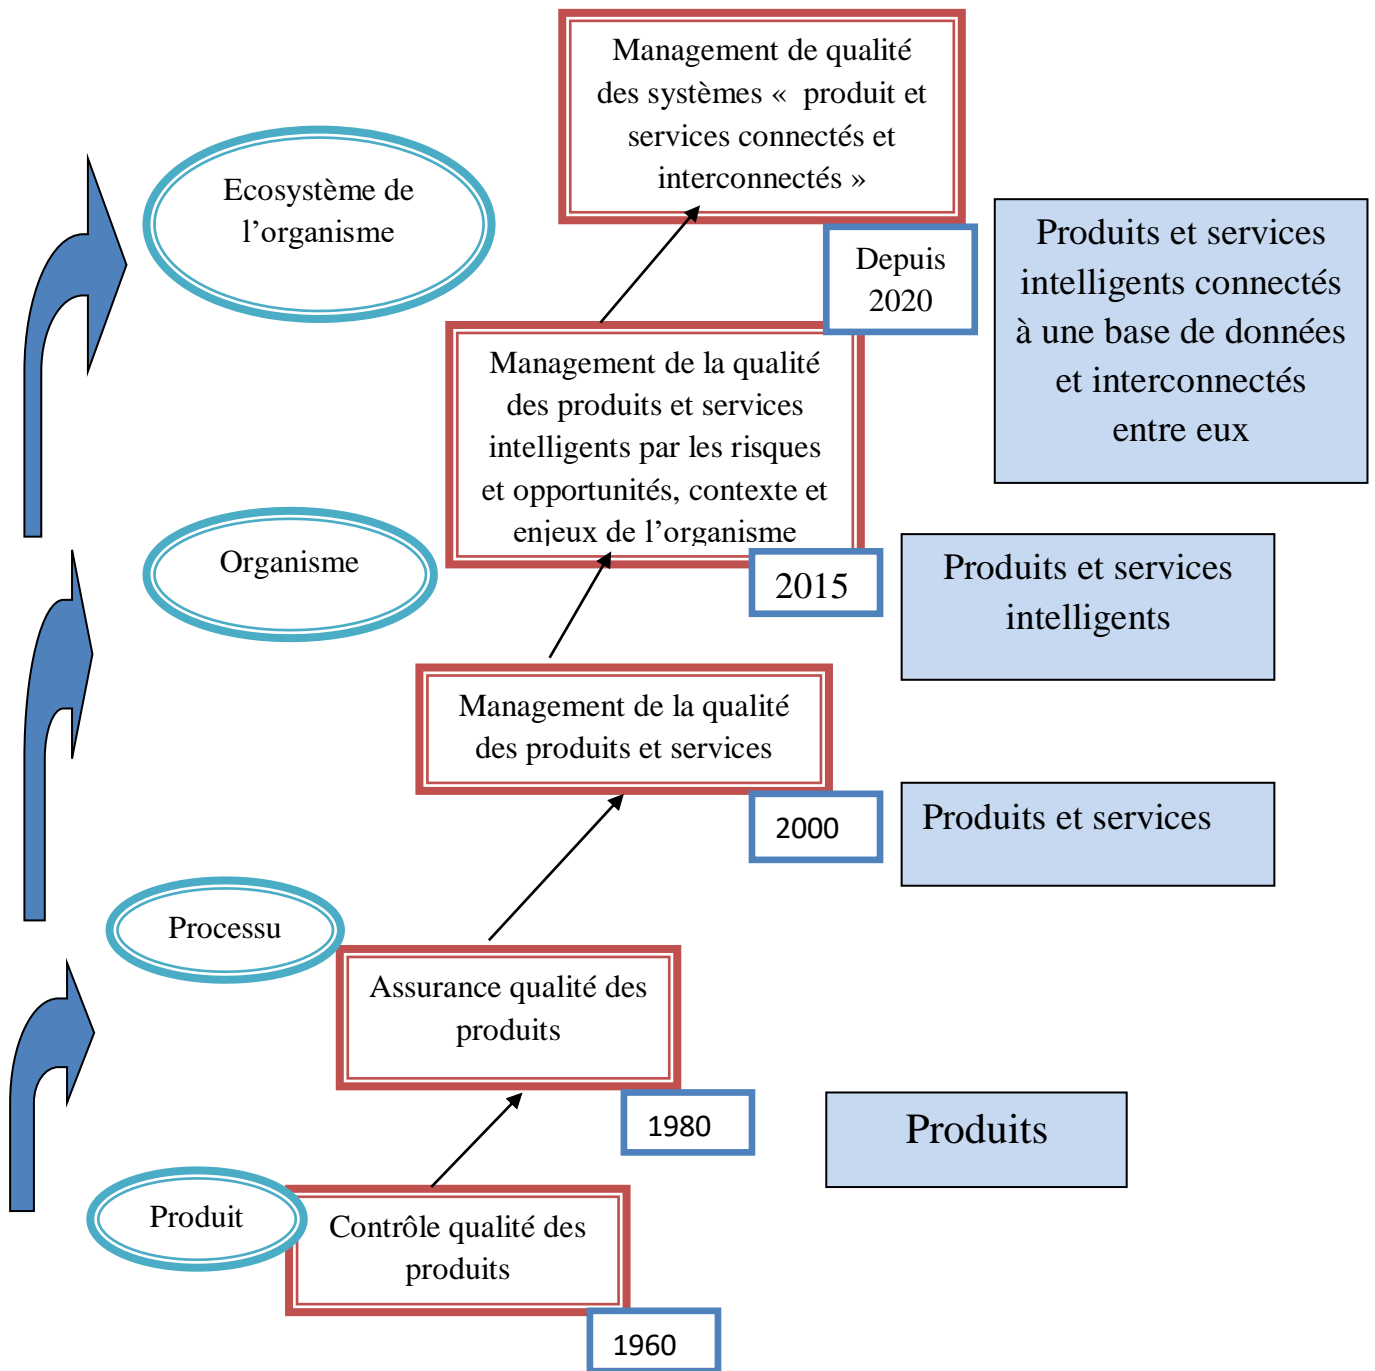 Management de qualité
des systèmes « produit et
services connectés et
interconnectés »
Ecosystème de
l’organisme
Depuis
2020
Produits et services
intelligents connectés
à une base de données
et interconnectés
entre eux
Management de la qualité
des produits et services
intelligents par les risques
et opportunités, contexte et
enjeux de l’organisme
Organisme
2015
Produits et services
intelligents
Management de la qualité
des produits et services
2000
Produits et services
Processu
Assurance qualité des
produits
1980
Produits
Produit
Contrôle qualité des
produits
1960